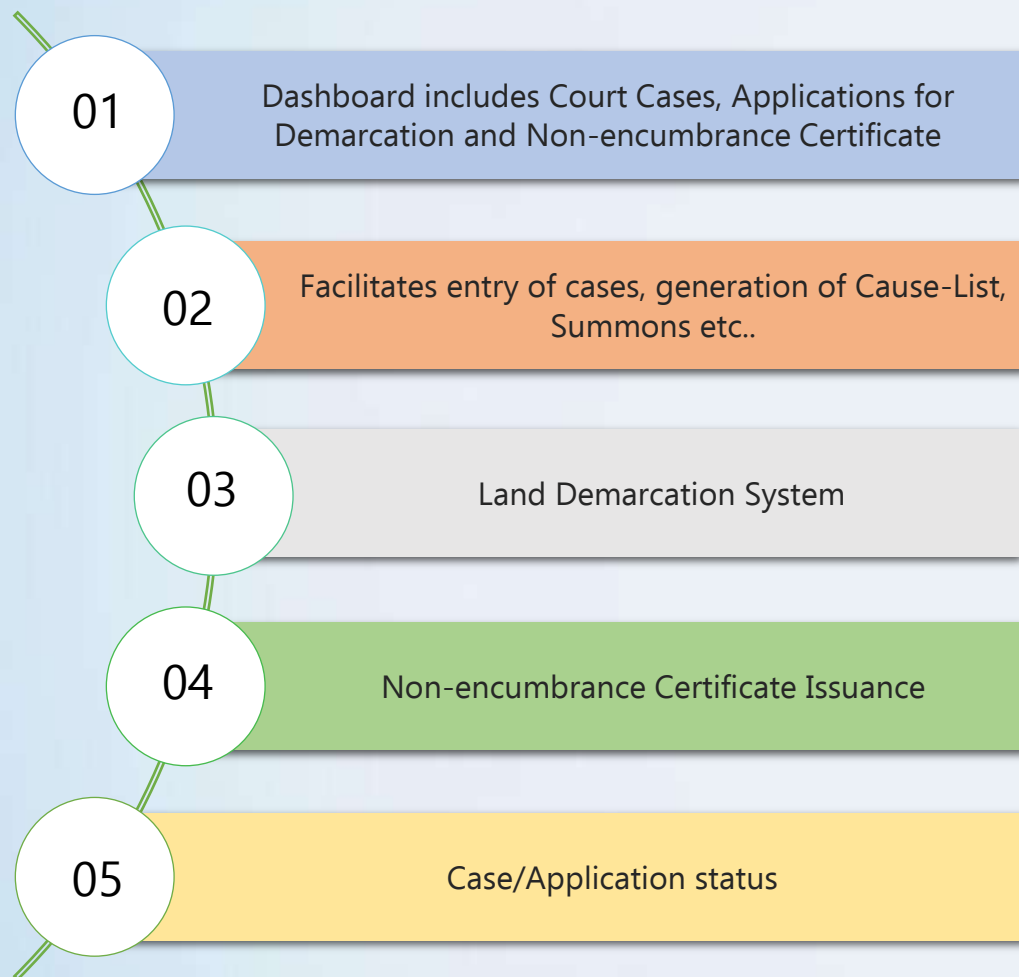 01
Dashboard includes Court Cases, Applications for
Demarcation and Non-encumbrance Certificate
02
Facilitates entry of cases, generation of Cause-List,
Summons etc..
03
Land Demarcation System
04
Non-encumbrance Certificate Issuance
05
Case/Application status